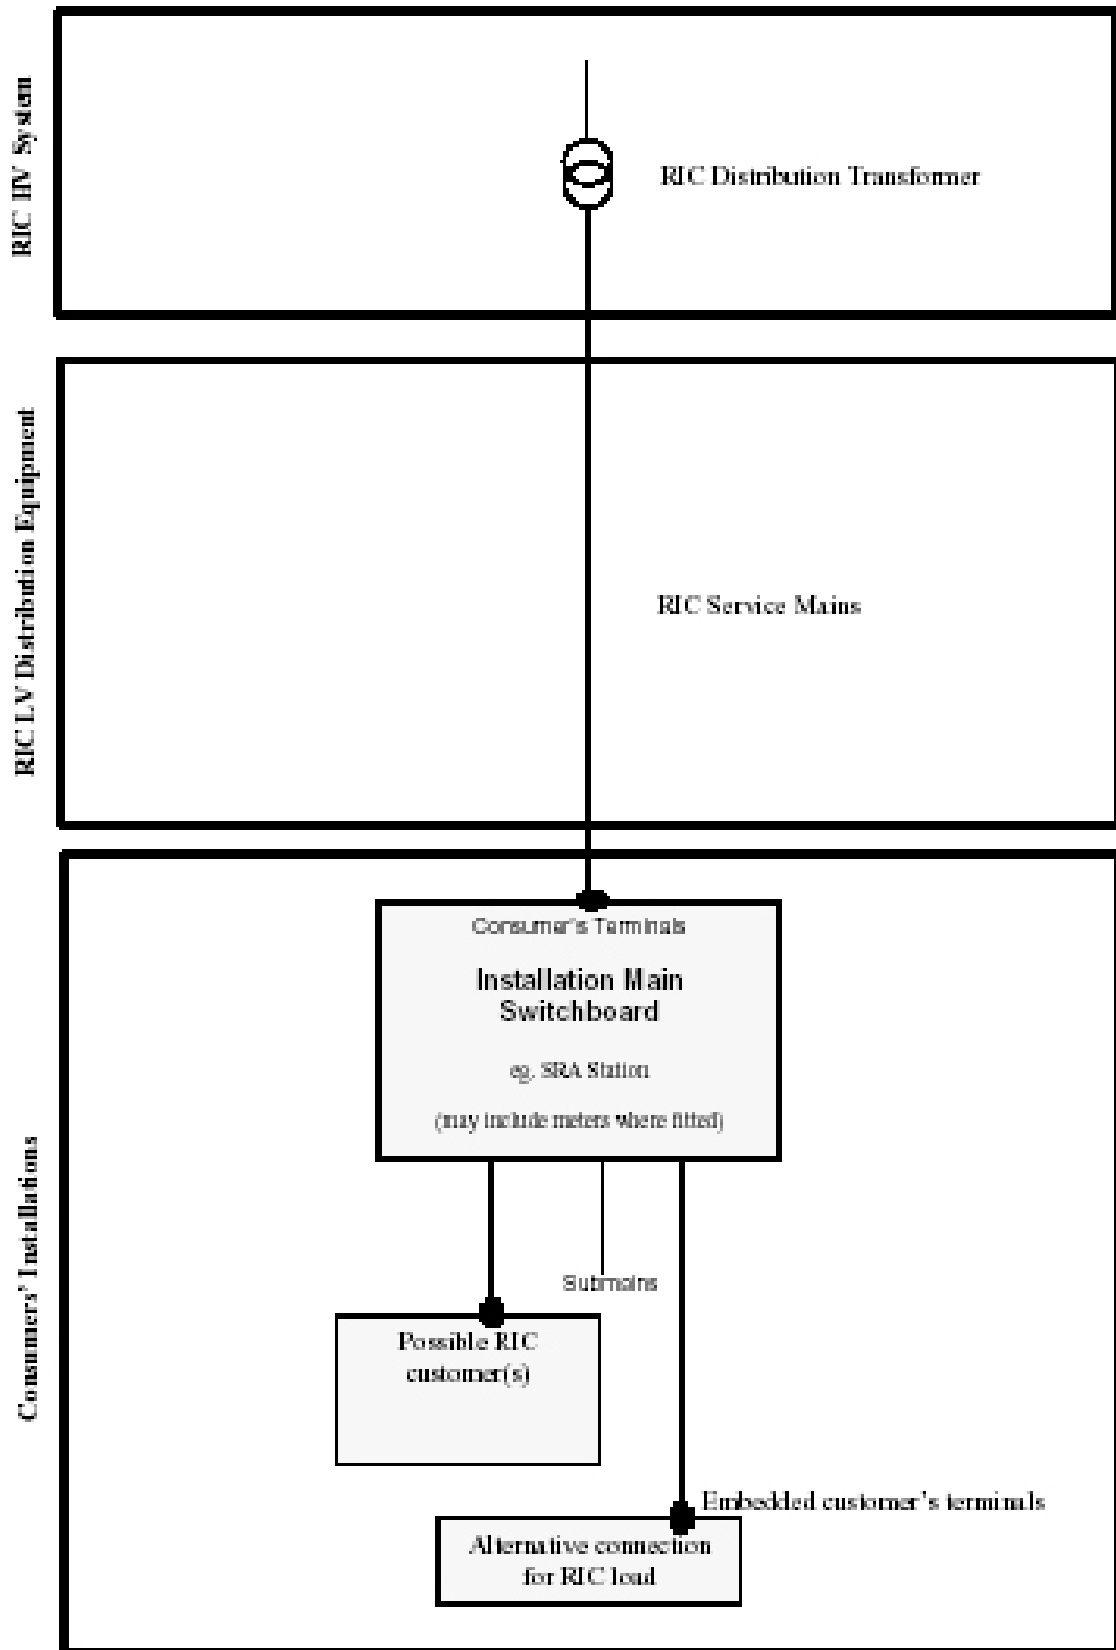 RIC HV System
RIC Distribution Transformer
RIC LV Distribution Equipment
RIC Service Mains
Consumers' Installations
Consumer's Terminals
Installation Main
Switchboard
eg. SRA Station
(may include meters where fitted)
Submains
Possible RIC
customer(s)
Embedded customer's terminals
Alternative connection
for RIC load